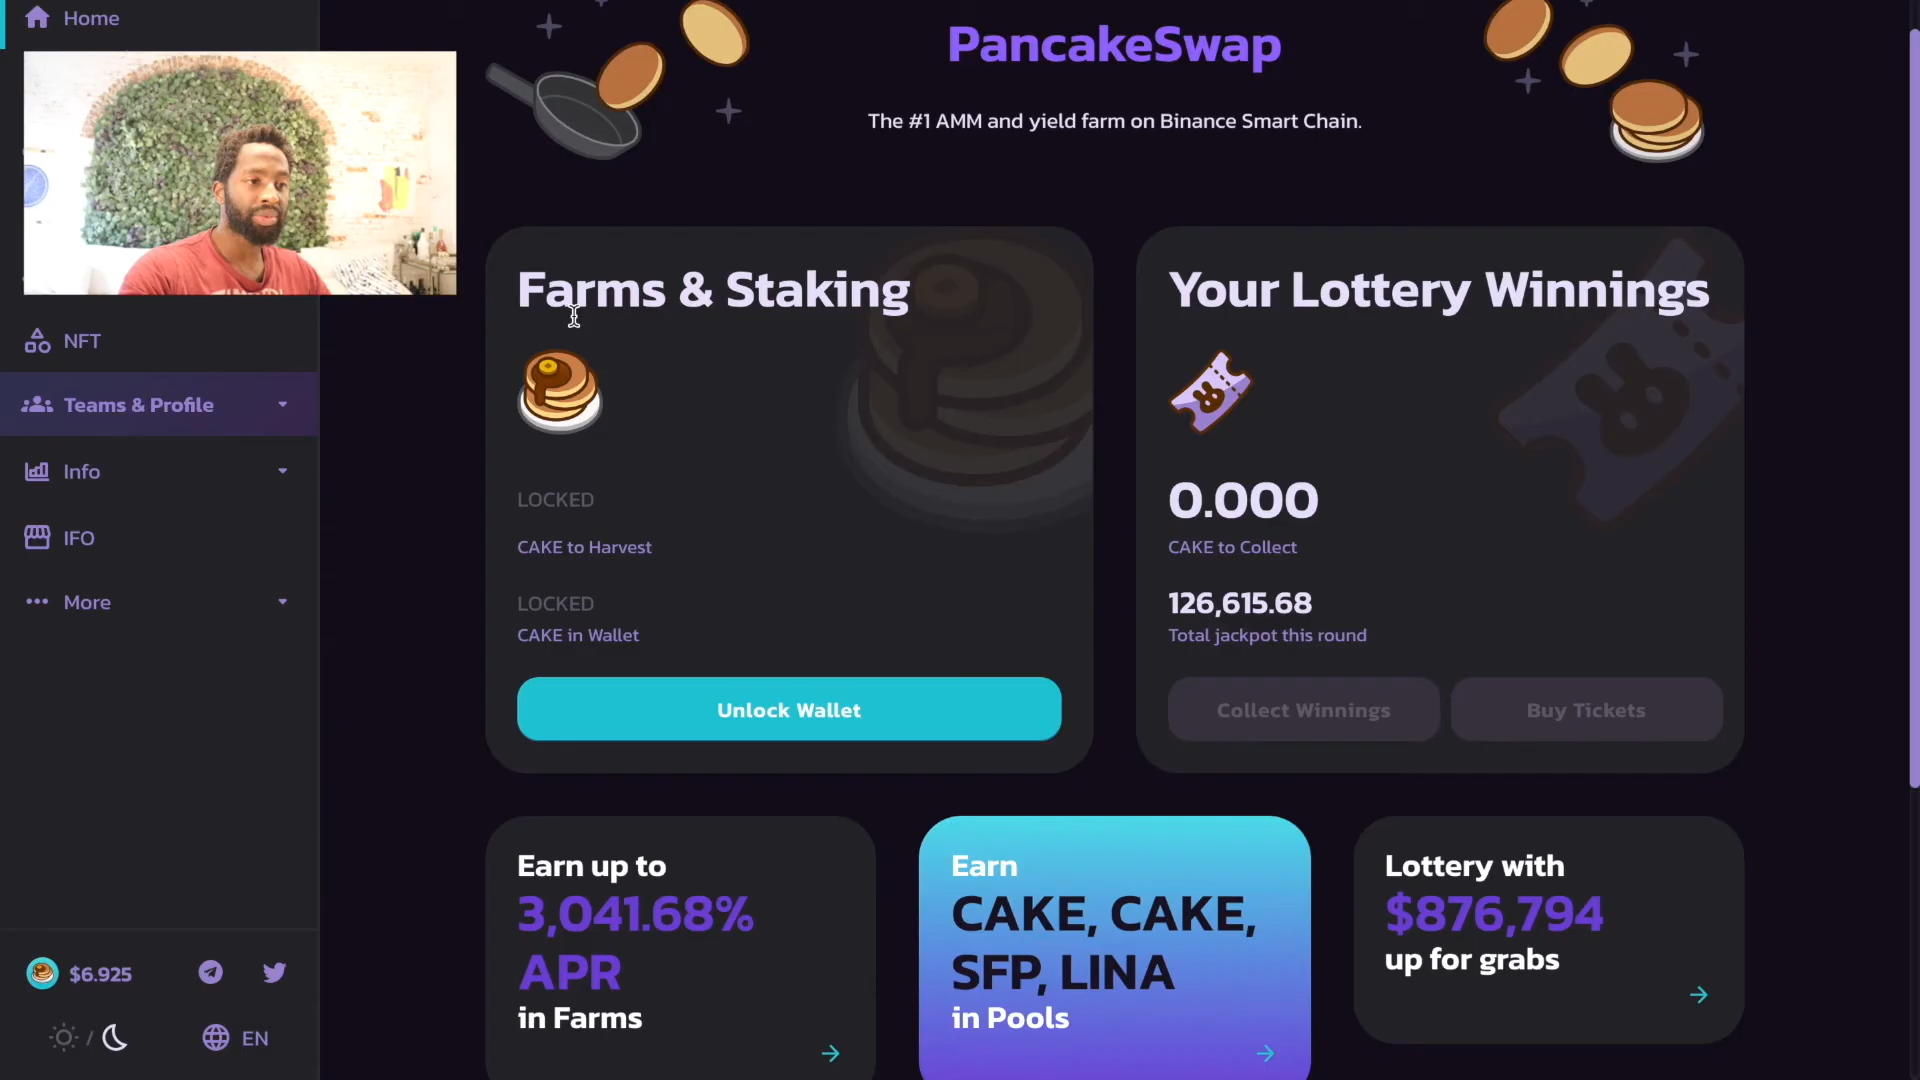 Home
NFT
Teams & Profile
Info
IFO
More
$6.925
/
EN
PancakeSwap
The #1 AMM and yield farm on Binance Smart Chain.
Farms & Staking
LOCKED
CAKE to Harvest
LOCKED
CAKE in Wallet
Unlock Wallet
Your Lottery Winnings
0.000
CAKE to Collect
126,615.68
Total jackpot this round
Collect Winnings
Buy Tickets
Earn up to
3,041.68%
APR
in Farms
Earn
CAKE, CAKE,
SFP, LINA
in Pools
Lottery with
$876,794
up for grabs